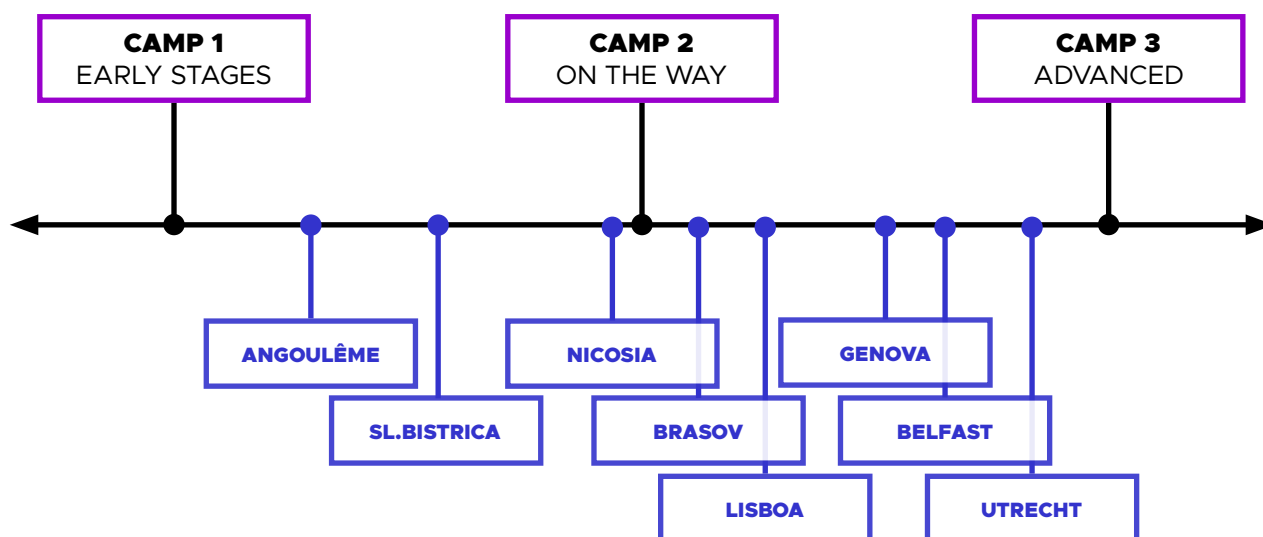 CAMP 1
EARLY STAGES
CAMP 2
ON THE WAY
CAMP 3
ADVANCED
ANGOULÊME
NICOSIA
GENOVA
SL.BISTRICA
BRASOV
BELFAST
LISBOA
UTRECHT